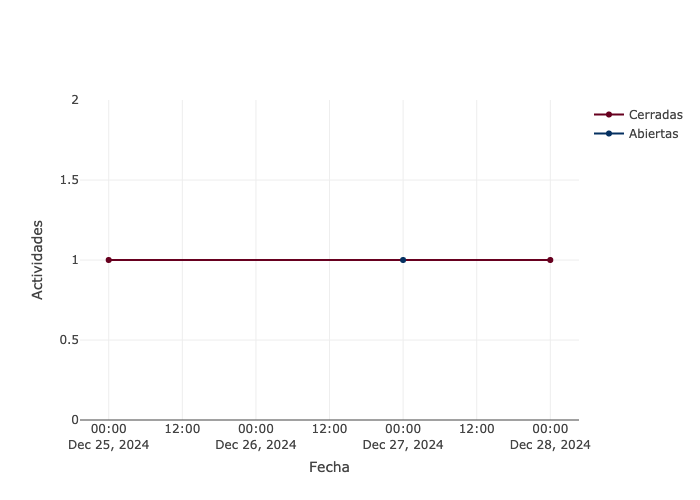 2
1.5
1
0.5
0
Actividades
00:00 12:00 00:00 12:00 00:00 12:00 00:00
Dec 25, 2024 Dec 26, 2024 Dec 27, 2024 Dec 28, 2024
Fecha
Cerradas
Abiertas